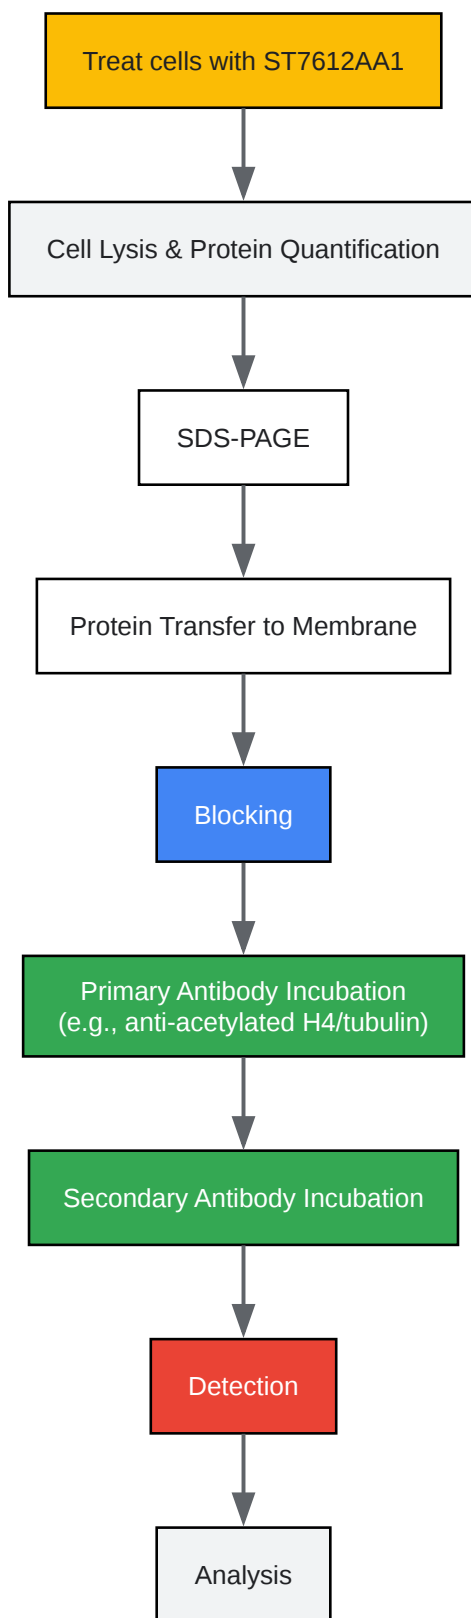 Treat cells with ST7612AA1
Cell Lysis & Protein Quantification
SDS-PAGE
Protein Transfer to Membrane
Blocking
Primary Antibody Incubation
(e.g., anti-acetylated H4/tubulin)
Secondary Antibody Incubation
Detection
Analysis